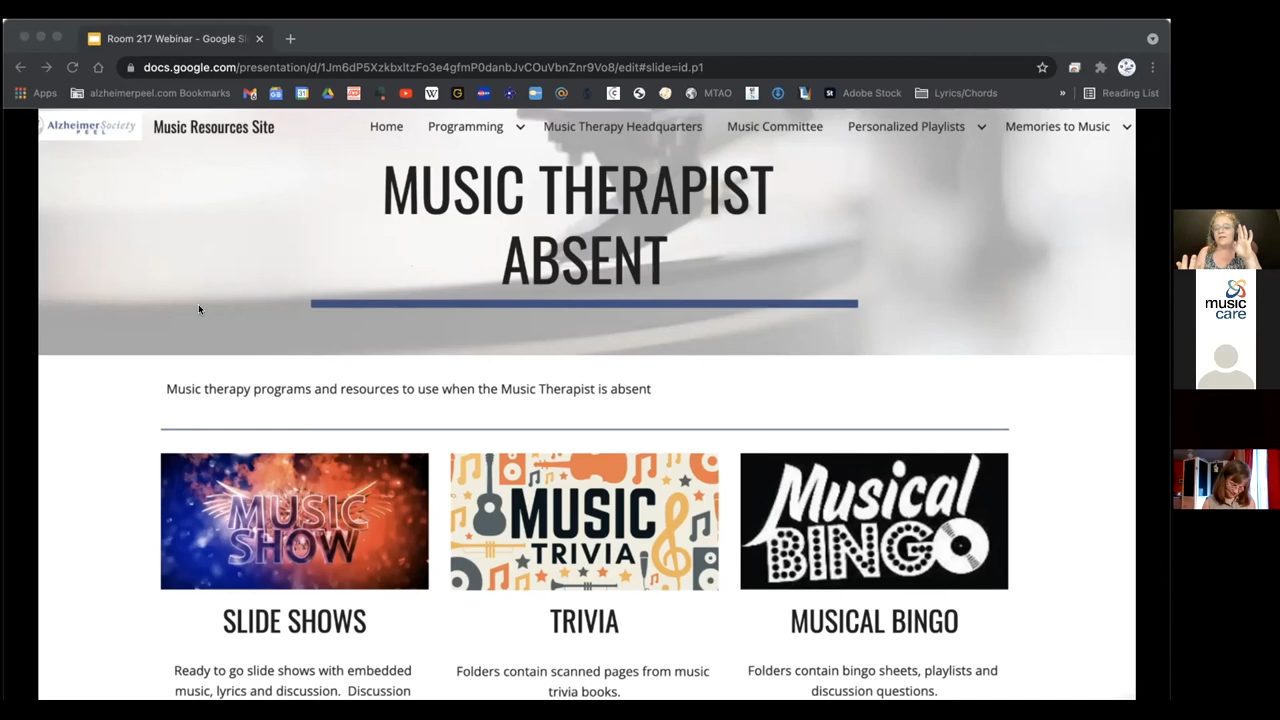 Room 217 Webinar - Google Sl
docs.google.com/presentation/d/1Jm6dP5XzkbxltzFo3e4gfmP0danbJvCOuVbnZnr9Vo8/edit#slide=id.p1
Apps alzheimerpeel.com Bookmarks MTAO Adobe Stock Lyrics/Chords » Reading List
Alzheimer Society
PEEL
Music Resources Site Home Programming Music Therapy Headquarters Music Committee Personalized Playlists Memories to Music
MUSIC THERAPIST
ABSENT
music
care
Music therapy programs and resources to use when the Music Therapist is absent
MUSIC
SHOW
MUSIC
TRIVIA
Musical
BINGO
SLIDE SHOWS TRIVIA MUSICAL BINGO
Ready to go slide shows with embedded
music, lyrics and discussion. Discussion
Folders contain scanned pages from music
trivia books.
Folders contain bingo sheets, playlists and
discussion questions.